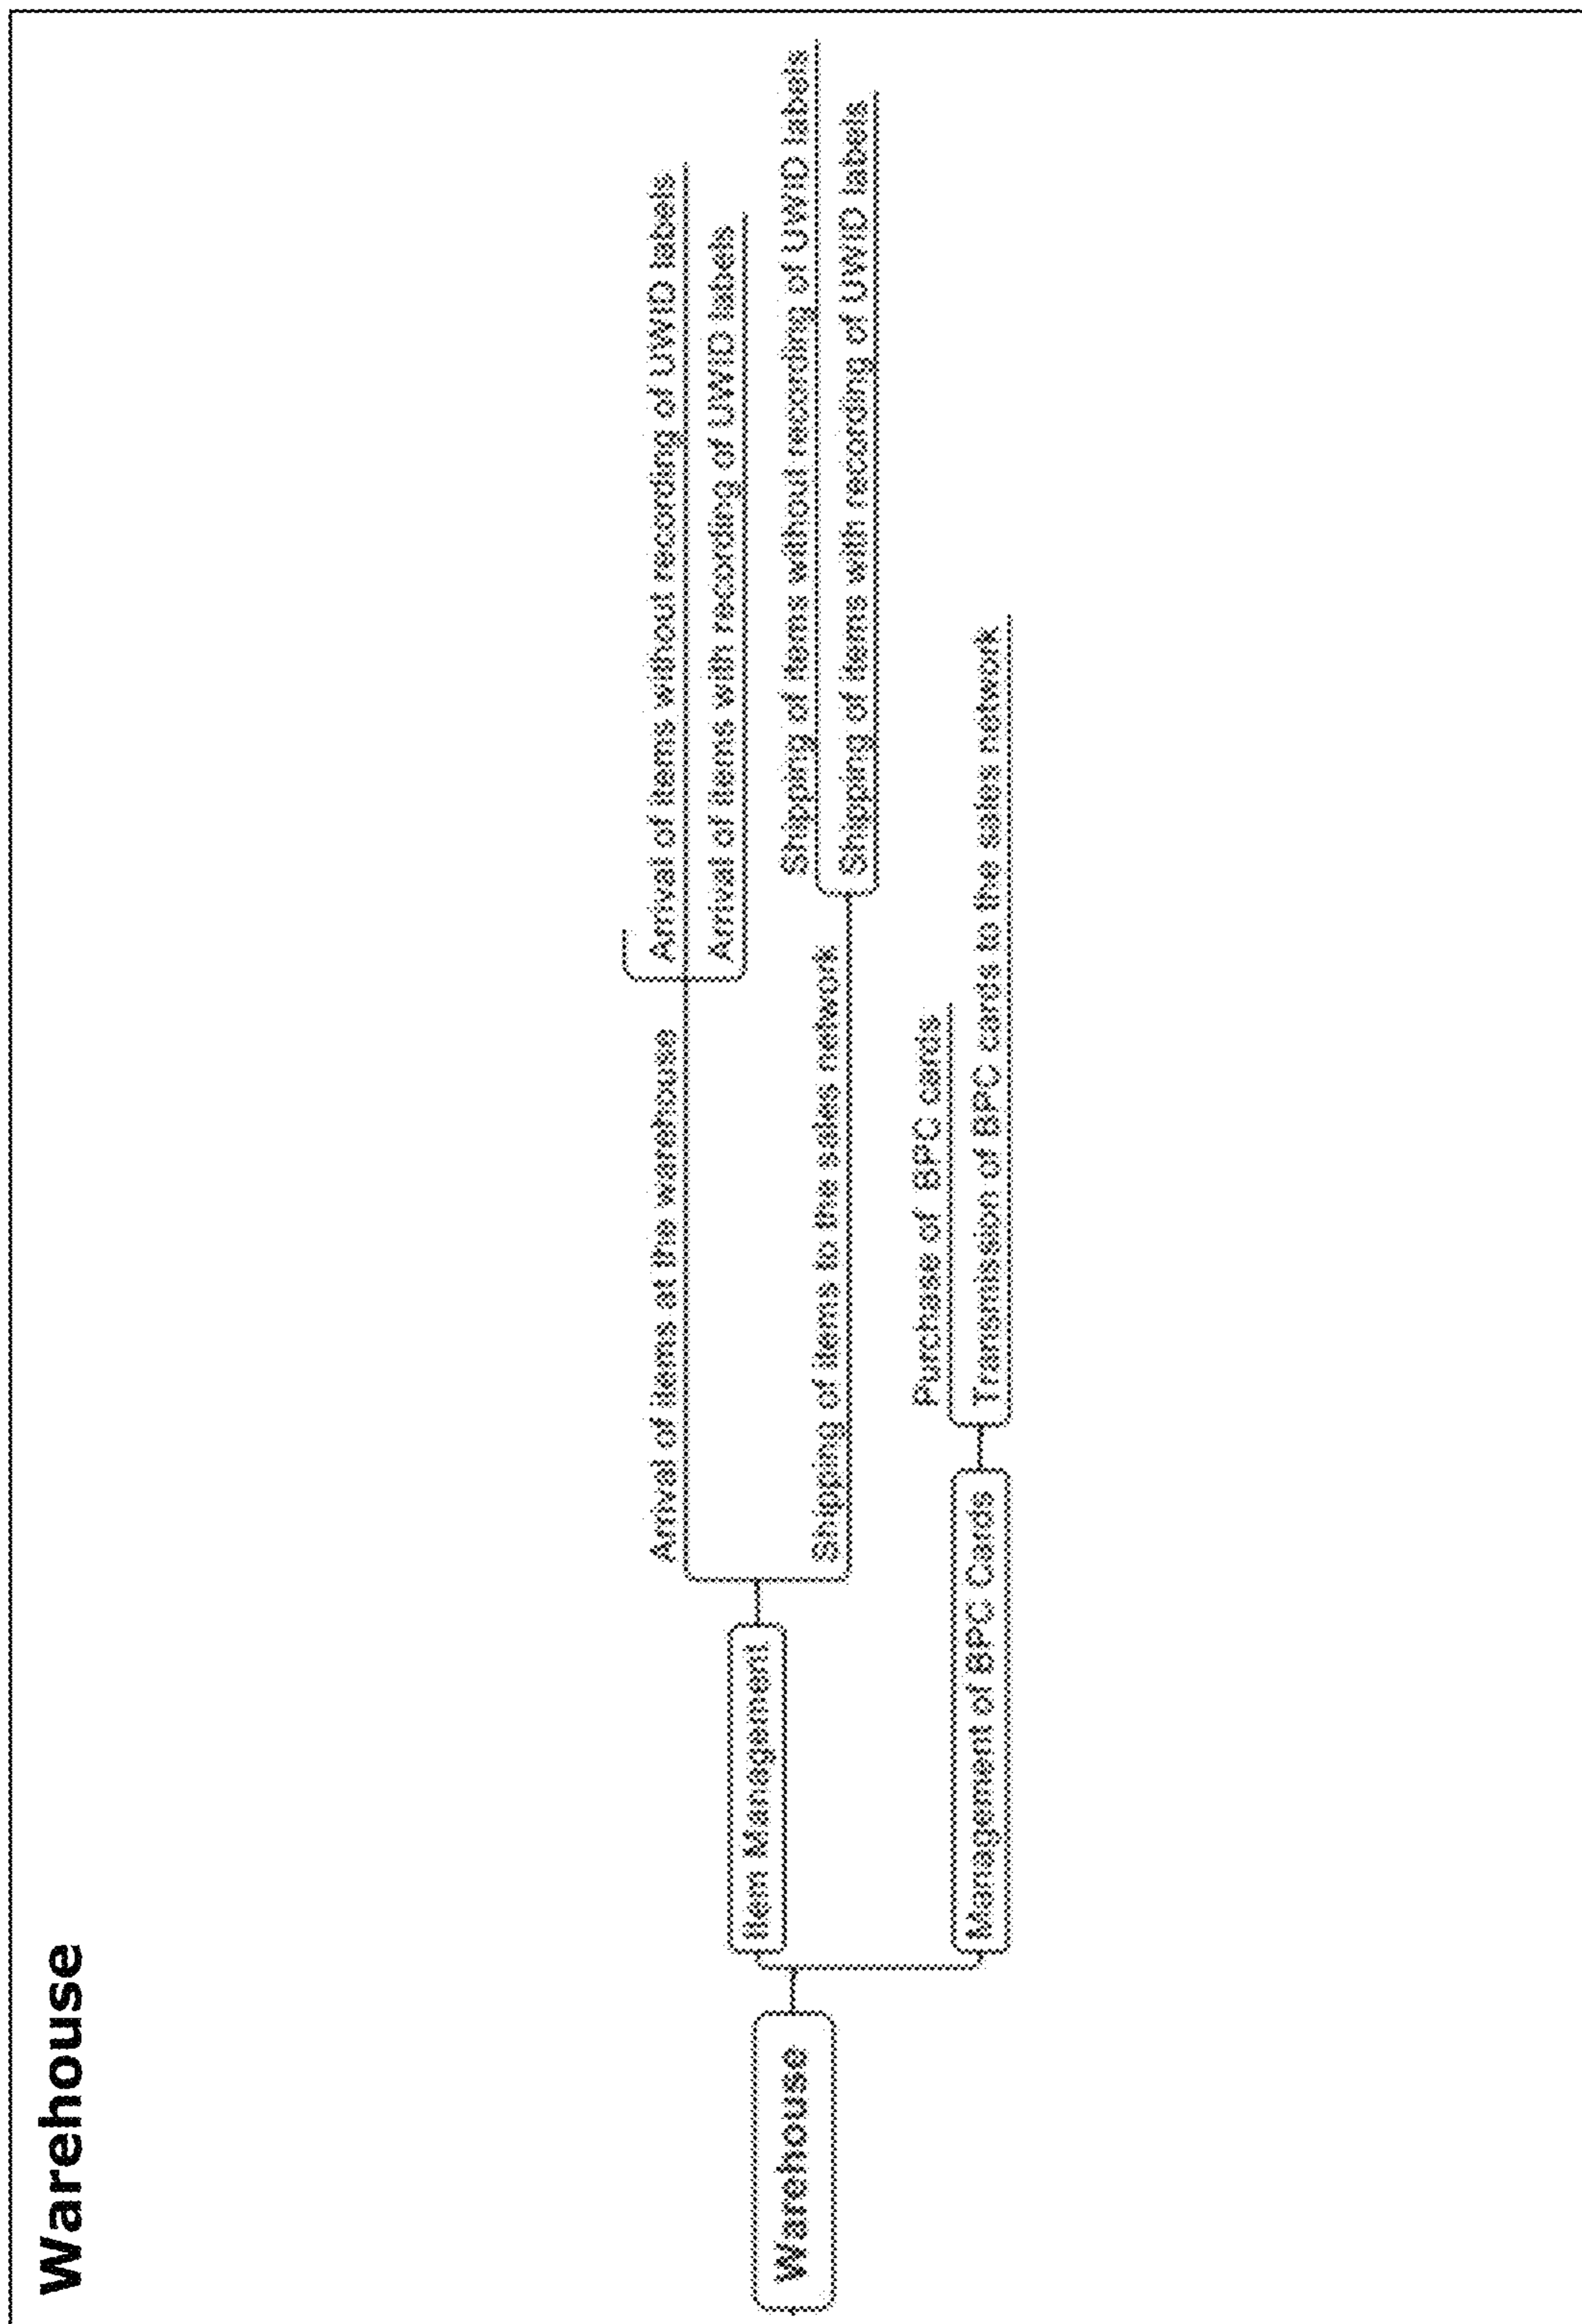 Warehouse
Warehouse
Item Management
Arrival of items at the warehouse
Arrival of items without recording of UWID labels
Arrival of items with recording of UWID labels
Shipping of items to the sales network
Shipping of items without recording of UWID labels
Shipping of items with recording of UWID labels
Management of BPC Cards
Purchase of BPC cards
Transmission of BPC cards to the sales network